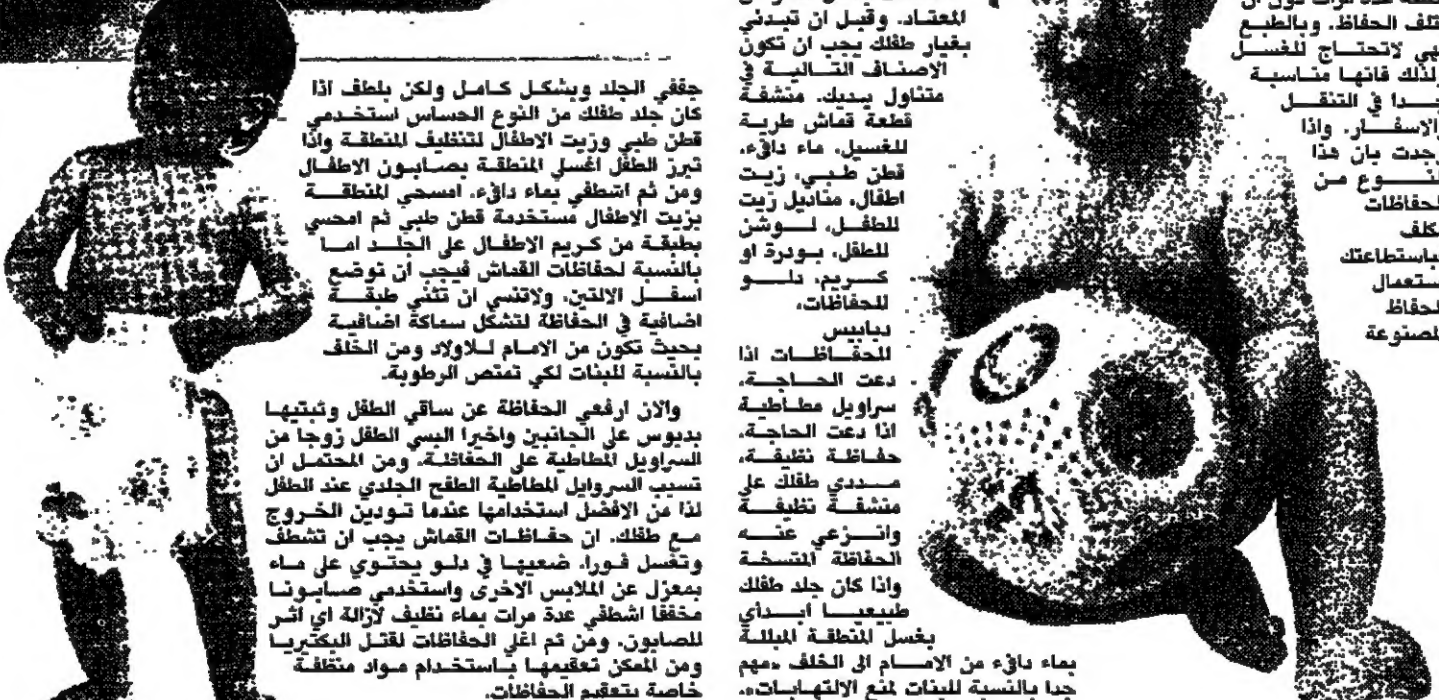 تلف الحفاظ. وبالطبع
لاتحتاج للغسل
لذلك فانها مناسبة
في التنقل
والاسفار. واذا
وجدت بان هذا
من
الحفاظات
مكلف
باستطاعتك
استعمال
الحفاظ
المصنوعة
المعتاد. وقبل ان تبدئي
بغيار طفلك يجب ان تكون
الاصناف التالية في
متناول يديك. منشفة
قطعة قماش طرية
للغسيل، ماء دافيء،
قطن طبي، زيت
اطفال، مناديل زيت
للطفل، لوشن
للطفل، بودرة او
كريم، دلو
للحفاظات،
دبابيس
للحفاظات اذا
دعت الحاجة،
سراويل مطاطية
اذا دعت الحاجة،
حفاظة نظيفة،
مددي طفلك على
منشفة نظيفة
وانزعي عنه
الحفاظة المتسخة
واذا كان جلد طفلك
طبيعيا ابدأي
بغسل المنطقة المبللة
بماء دافيء من الامام الى الخلف «مهم
جدا بالنسبة للبنات لمنع الالتهابات».
جففي الجلد وبشكل كامل ولكن بلطف اذا
كان جلد طفلك من النوع الحساس استخدمي
قطن طبي وزيت الاطفال لتنظيف المنطقة واذا
تبرز الطفل اغسلي المنطقة بصابون الاطفال
ومن ثم اشطفي بماء دافيء. امسحي المنطقة
بزيت الاطفال مستخدمة قطن طبي ثم امحسي
بطبقة من كريم الاطفال على الجلد اما
بالنسبة لحفاظات القماش فيجب ان توضع
اسفل الاليتين. ولاتنسي ان تثني طبقة
اضافية في الحفاظة لتشكل سماكة اضافية
بحيث تكون من الامام للاولاد ومن الخلف
بالنسبة للبنات لكي تمتص الرطوبة.
والان ارفعي الحفاظة عن ساقي الطفل وثبتيها
بدبوس على الجانبين واخيرا البسي الطفل زوجا من
السراويل المطاطية على الحفاظة. ومن المحتمل ان
تسبب السروايل المطاطية الطفح الجلدي عند الطفل
لذا من الافضل استخدامها عندما تودين الخروج
مع طفلك. ان حفاظات القماش يجب ان تشطف
وتغسل فورا. ضعيها في دلو يحتوي على ماء
بمعزل عن الملابس الاخرى واستخدمي صابونا
مخففا اشطفي عدة مرات بماء نظيف لازالة اي اثر
للصابون. ومن ثم اغلي الحفاظات لقتل البكتيريا
ومن الممكن تعقيمها باستخدام مواد منظفة
خاصة بتعقيم الحفاظات.